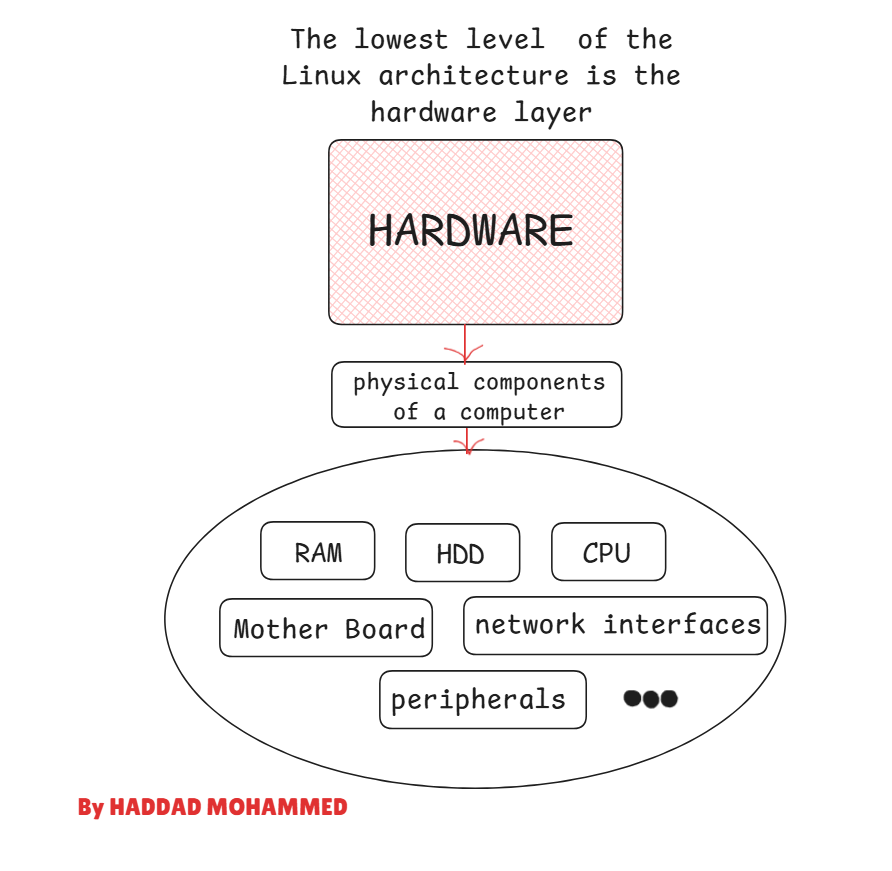 The lowest level  of the
Linux architecture is the
hardware layer
HARDWARE
physical components
of a computer
RAM
HDD
CPU
Mother Board
network interfaces
peripherals
By HADDAD MOHAMMED